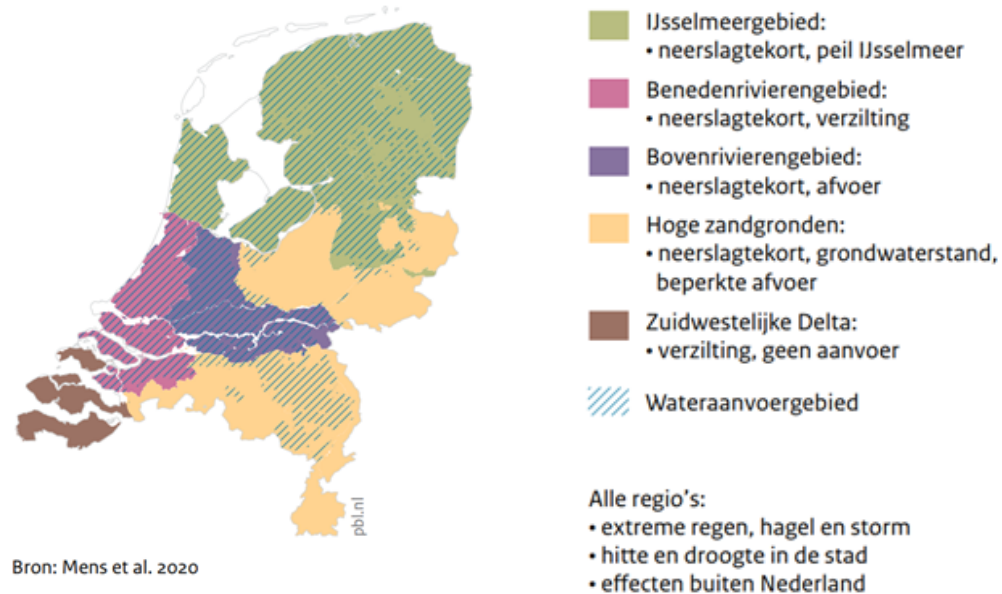 IJsselmeergebied:
• neerslagtekort, peil IJsselmeer
Benedenrivierengebied:
• neerslagtekort, verzilting
Bovenrivierengebied:
• neerslagtekort, afvoer
Hoge zandgronden:
• neerslagtekort, grondwaterstand,
beperkte afvoer
Zuidwestelijke Delta:
• verzilting, geen aanvoer
Wateraanvoergebied
Alle regio's:
• extreme regen, hagel en storm
• hitte en droogte in de stad
• effecten buiten Nederland
pbl.nl
Bron: Mens et al. 2020